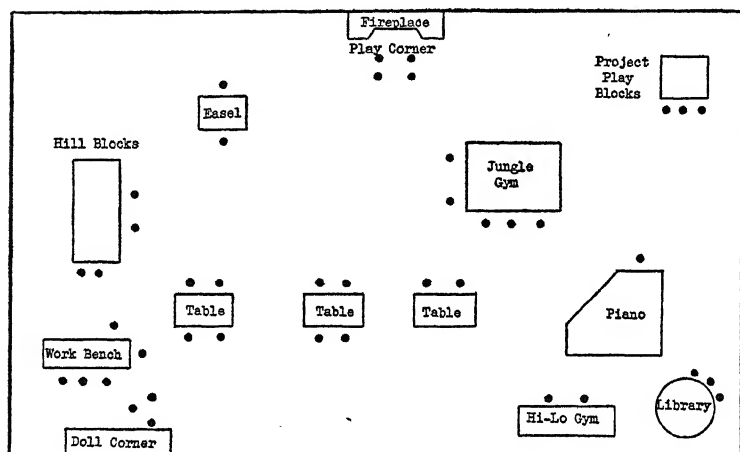 Fireplace
Play Corner
Project
Play
Blocks
Easel
Hill Blocks
Jungle
Gym
Table
Table
Table
Piano
Work Bench
Library
Hi-Lo Gym
Doll Corner